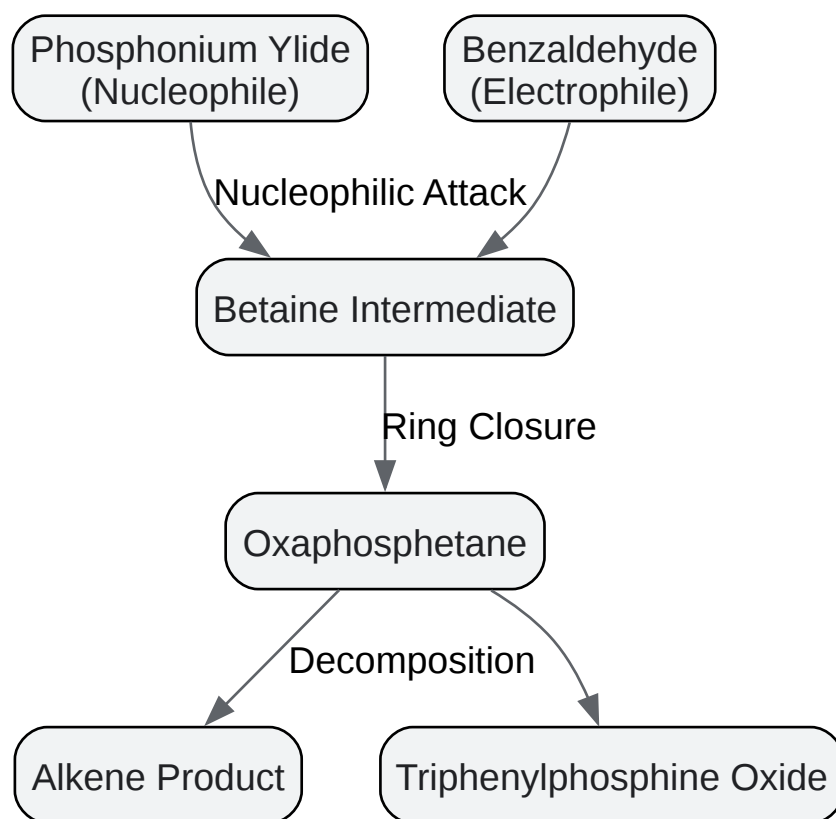 Phosphonium Ylide
(Nucleophile)
Benzaldehyde
(Electrophile)
Nucleophilic Attack
Betaine Intermediate
Ring Closure
Oxaphosphetane
Decomposition
Alkene Product
Triphenylphosphine Oxide